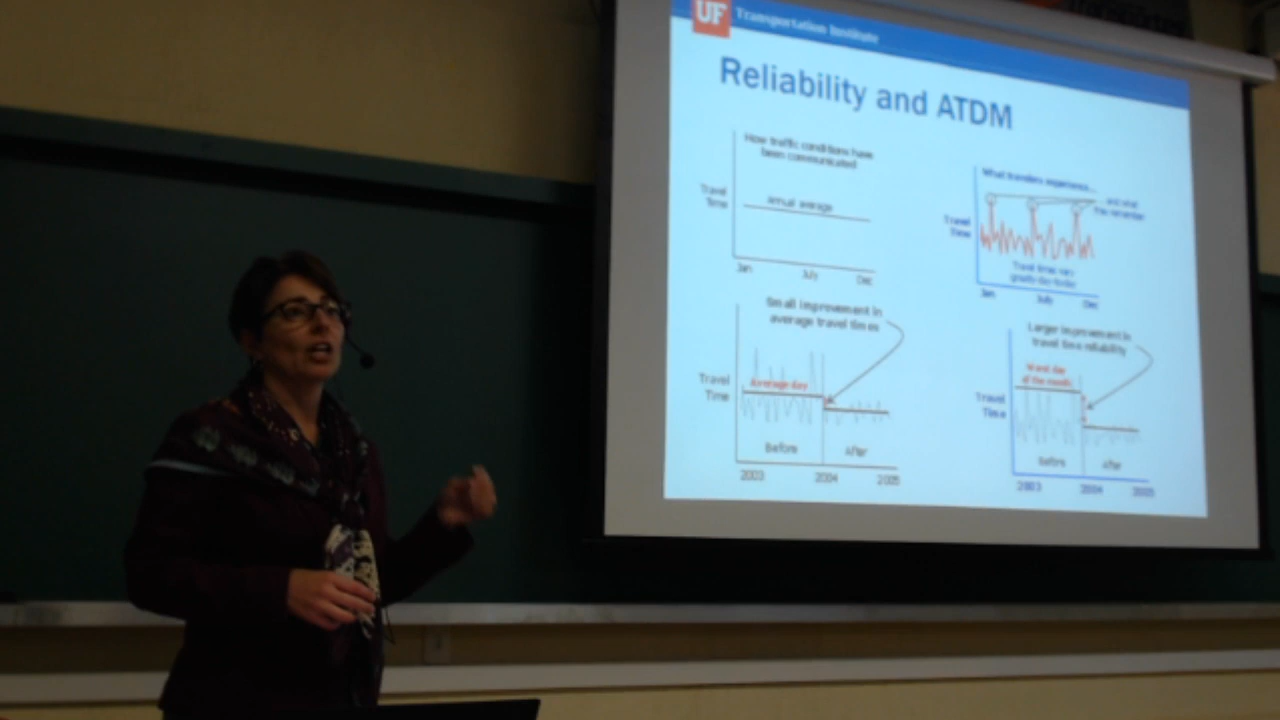 UF Transportation Institute
Reliability and ATDM
How traffic conditions have
been communicated
Travel
Time
Annual average
Jan July Dec
What travelers experience...
and what
they remember
Travel
Time
Travel times vary
greatly day-to-day
Jan July Dec
Small improvement in
average travel times
Travel
Time
Average day
Before After
2003 2004 2005
Larger improvement in
travel time reliability
Travel
Time
Worst day
of the month
Before After
2003 2004 2005